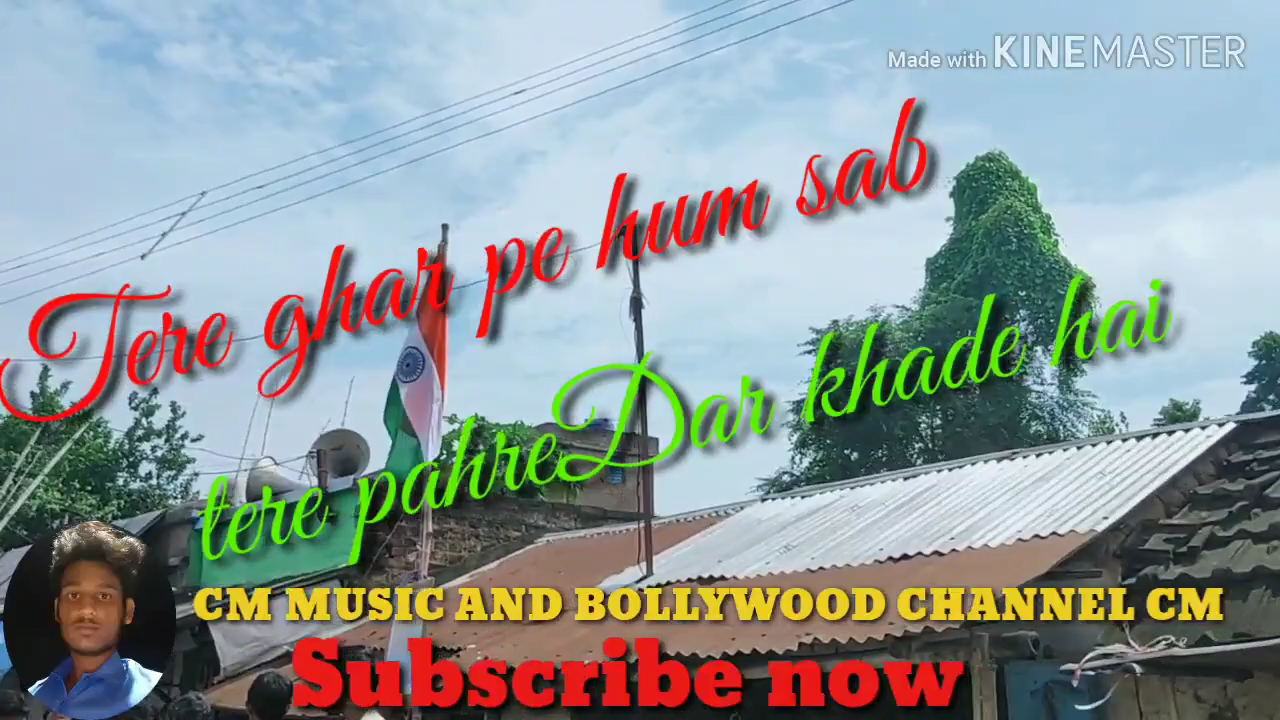 Made with KINEMASTER
Tere ghar pe hum sab
tere pahreDar khade hai
CM MUSIC AND BOLLYWOOD CHANNEL CM
Subscribe now